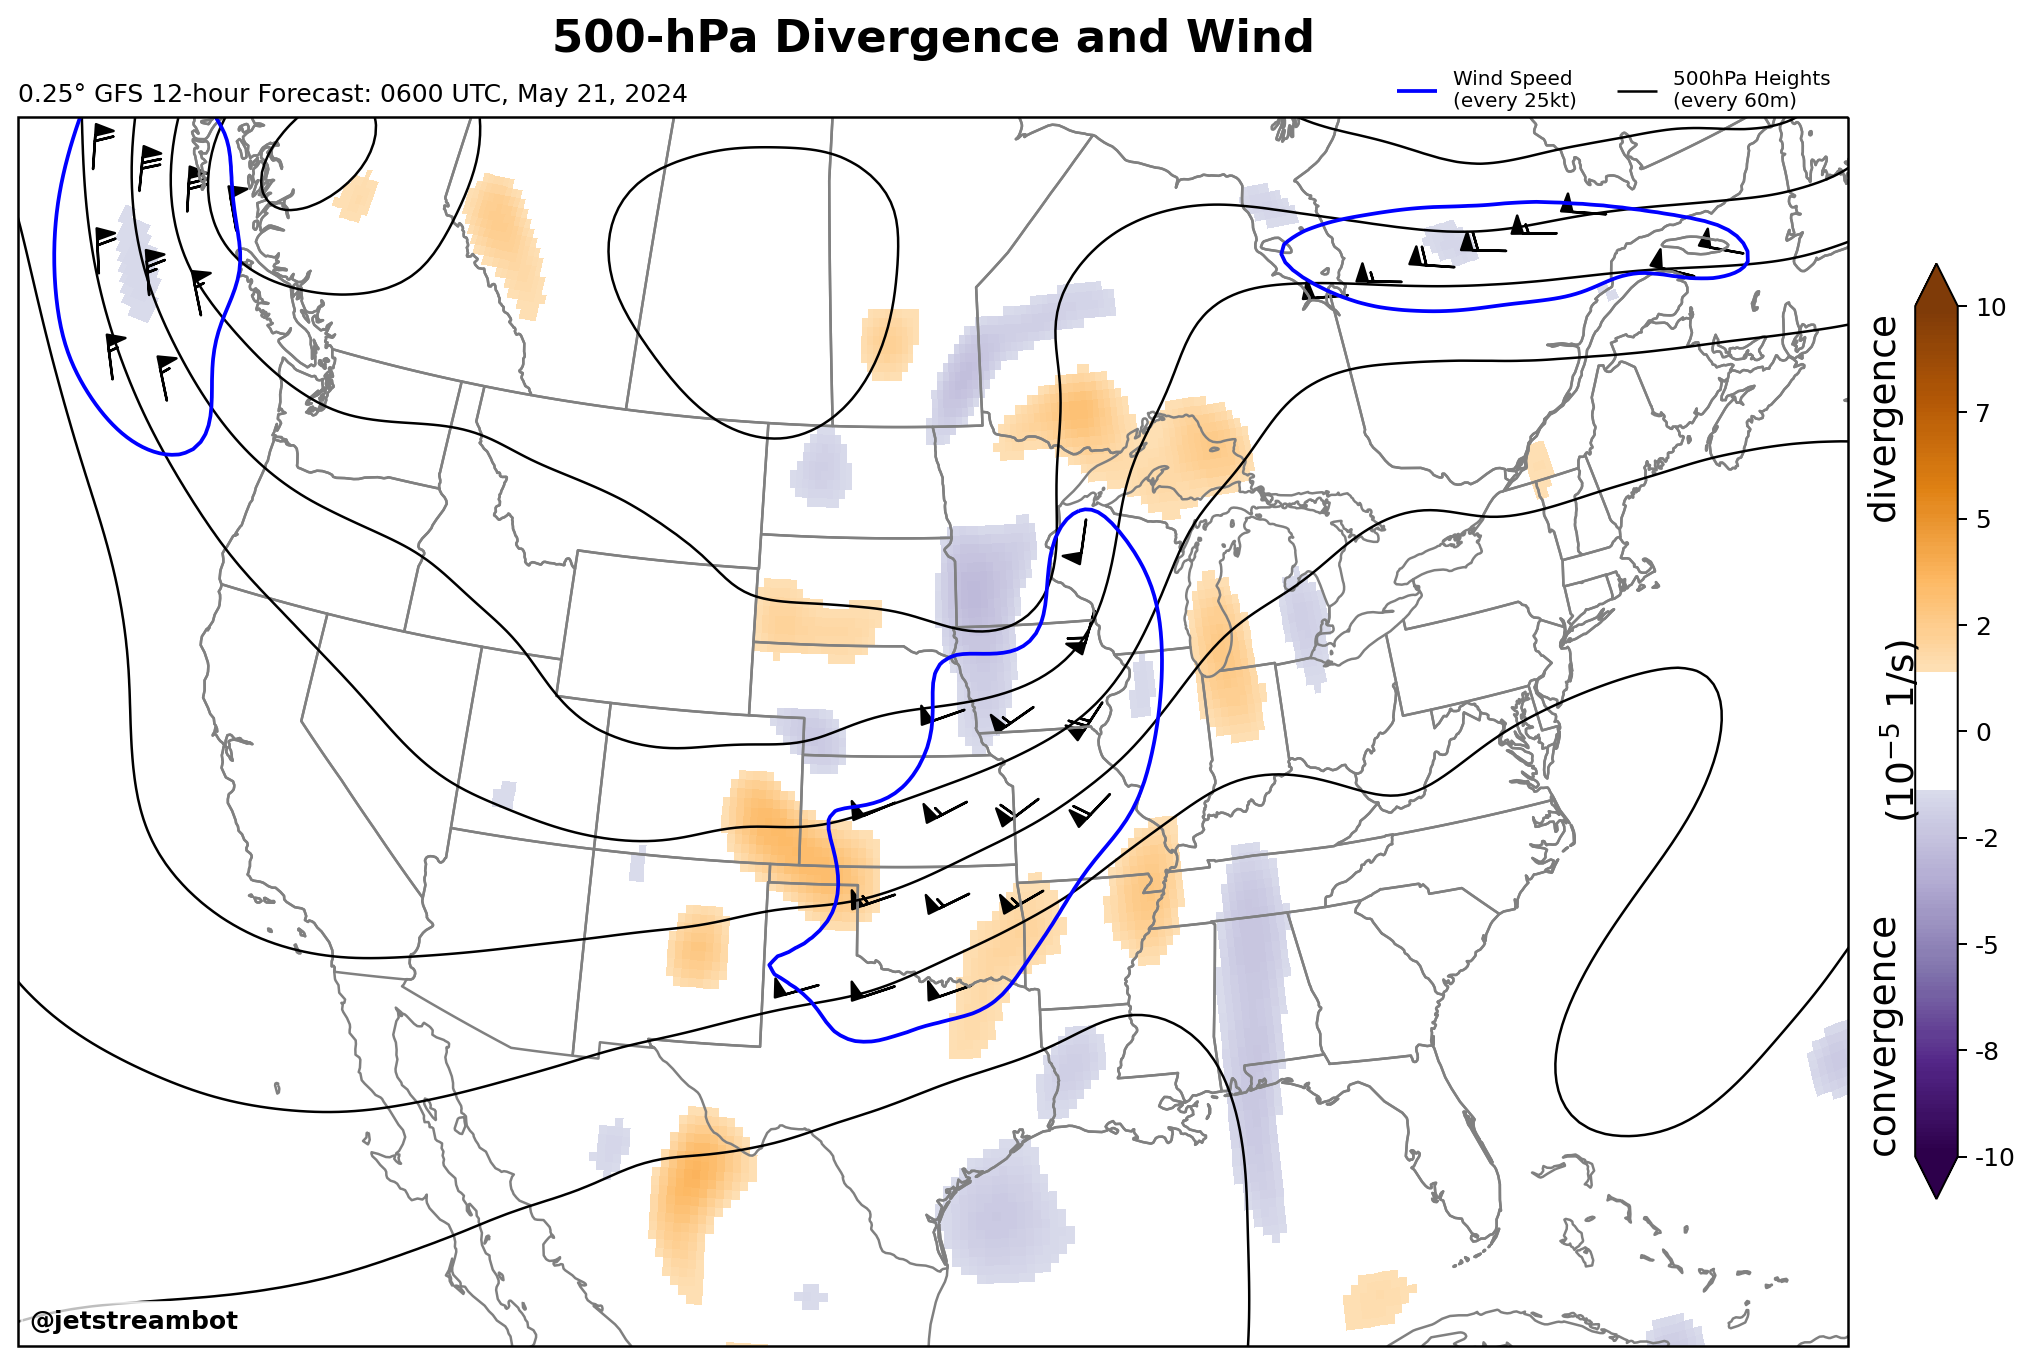 500-hPa Divergence and Wind
0.25° GFS 12-hour Forecast: 0600 UTC, May 21, 2024
Wind Speed
(every 25kt)
500hPa Heights
(every 60m)
divergence
(10⁻⁵ 1/s)
convergence
10
7
5
2
0
-2
-5
-8
-10
@jetstreambot